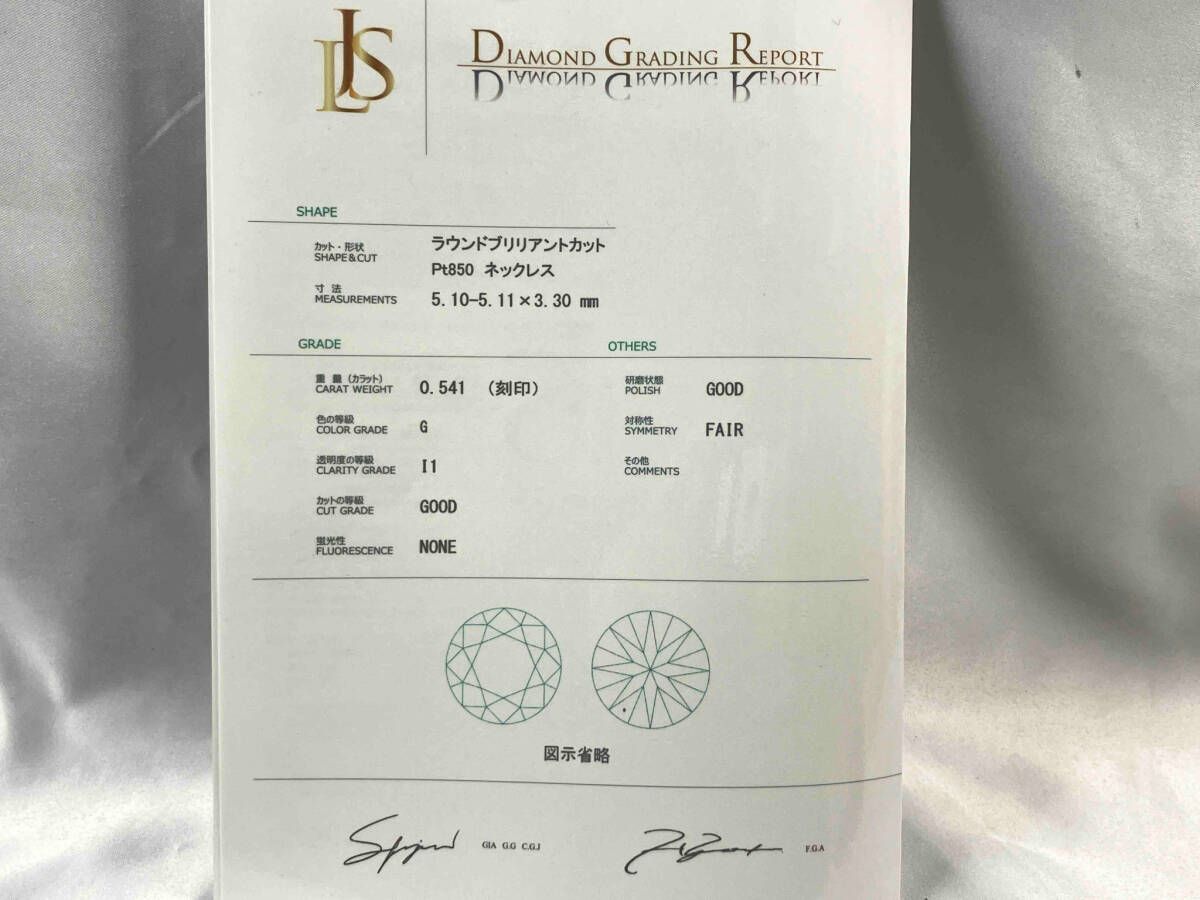 JLS
DIAMOND GRADING REPORT
SHAPE
カット・形状
SHAPE&CUT
ラウンドブリリアントカット
Pt850 ネックレス
寸 法
MEASUREMENTS
5.10-5.11×3.30 mm
GRADE
重 量 (カラット)
CARAT WEIGHT
0.541 (刻印)
色の等級
COLOR GRADE
G
透明度の等級
CLARITY GRADE
I1
カットの等級
CUT GRADE
GOOD
蛍光性
FLUORESCENCE
NONE
OTHERS
研磨状態
POLISH
GOOD
対称性
SYMMETRY
FAIR
その他
COMMENTS
図示省略
GIA G.G C.G.J
F.G.A